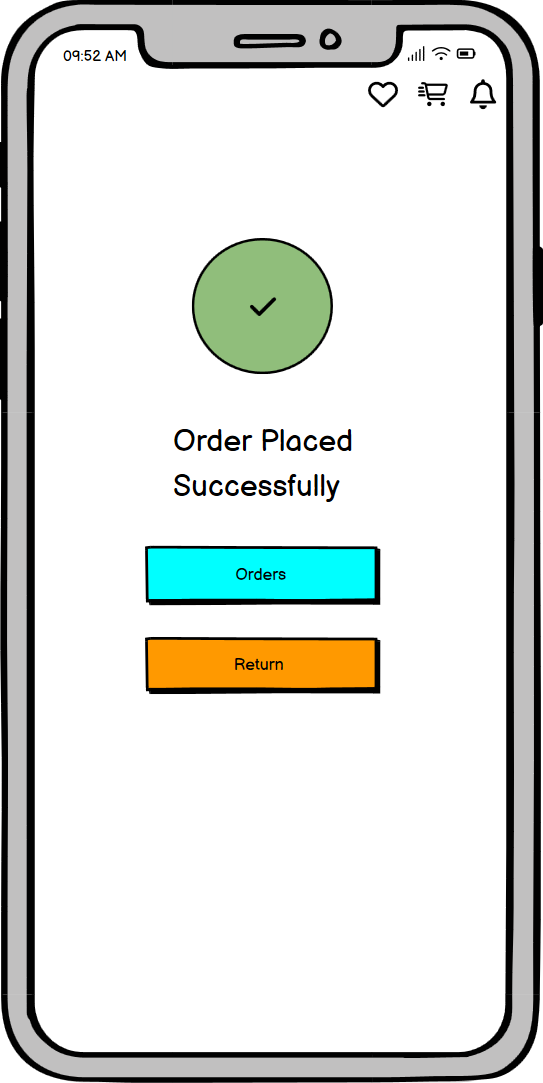 09:52 AM
Order Placed
Successfully
Orders
Return